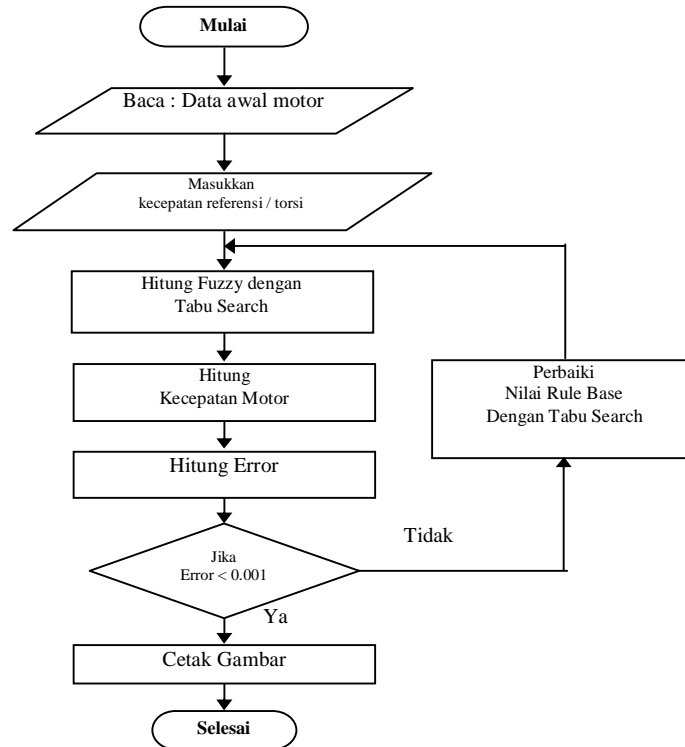 Mulai
Baca : Data awal motor
Masukkan
kecepatan referensi / torsi
Hitung Fuzzy dengan
Tabu Search
Hitung
Kecepatan Motor
Perbaiki
Nilai Rule Base
Dengan Tabu Search
Hitung Error
Tidak
Jika
Error < 0.001
Ya
Cetak Gambar
Selesai